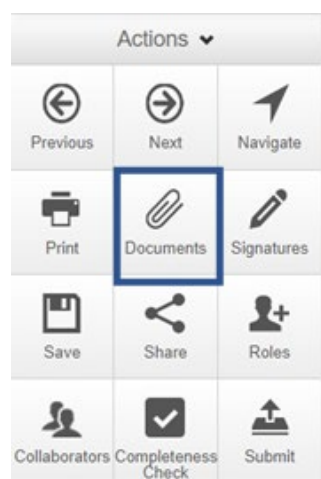 Actions
Previous Next Navigate
Print Documents Signatures
Save Share Roles
Collaborators Completeness Submit
Check